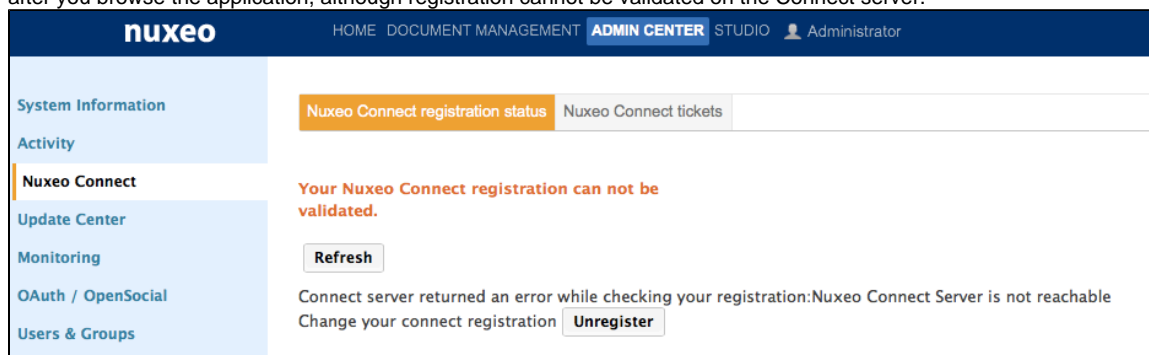 after you browse the application, although registration cannot be validated on the Connect server.
nuxeo HOME DOCUMENT MANAGEMENT ADMIN CENTER STUDIO Administrator
System Information
Activity
Nuxeo Connect
Update Center
Monitoring
OAuth / OpenSocial
Users & Groups
Nuxeo Connect registration status Nuxeo Connect tickets
Your Nuxeo Connect registration can not be
validated.
Refresh
Connect server returned an error while checking your registration:Nuxeo Connect Server is not reachable
Change your connect registration Unregister